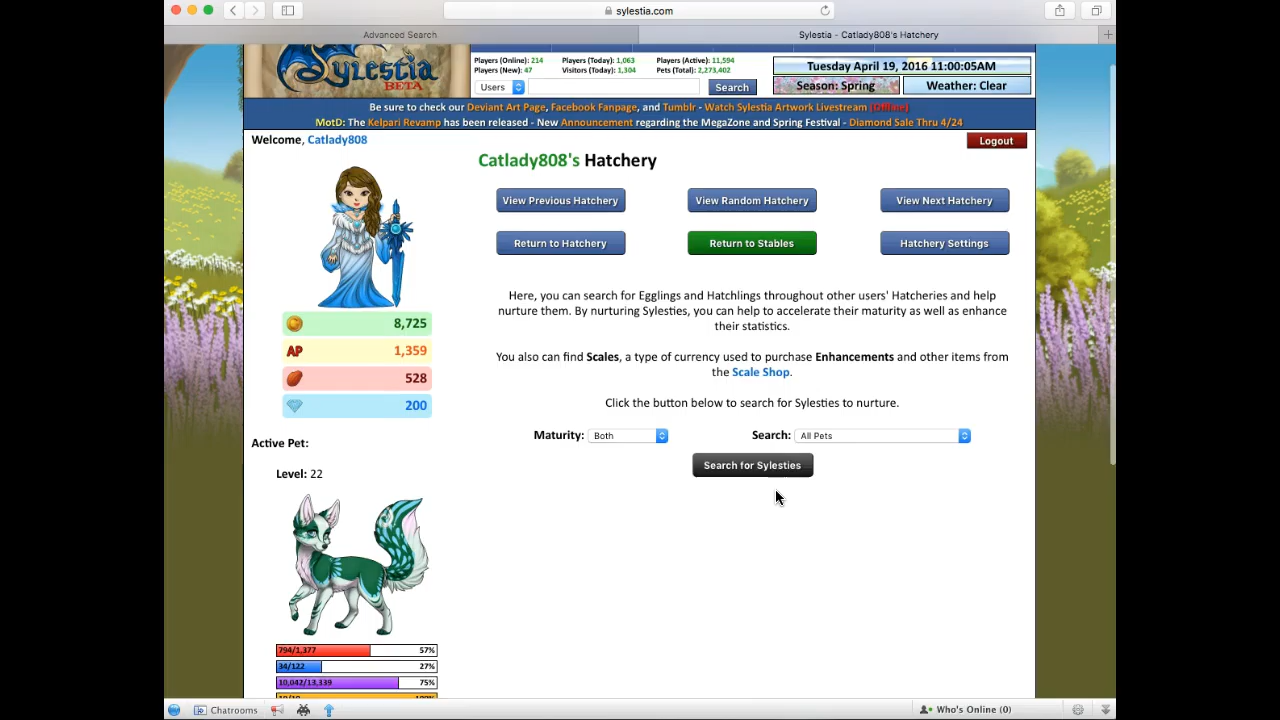 sylestia.com
Advanced Search
Sylestia - Catlady808's Hatchery
Sylestia
BETA
Players (Online): 214 Players (Today): 1,063 Players (Active): 11,594
Players (New): 47 Visitors (Today): 1,304 Pets (Total): 2,273,402
Users Search
Tuesday April 19, 2016 11:00:05AM
Season: Spring Weather: Clear
Be sure to check our Deviant Art Page, Facebook Fanpage, and Tumblr - Watch Sylestia Artwork Livestream (Offline)
MotD: The Kelpari Revamp has been released - New Announcement regarding the MegaZone and Spring Festival - Diamond Sale Thru 4/24
Welcome, Catlady808
Logout
Catlady808's Hatchery
View Previous Hatchery View Random Hatchery View Next Hatchery
Return to Hatchery Return to Stables Hatchery Settings
Here, you can search for Egglings and Hatchlings throughout other users' Hatcheries and help
nurture them. By nurturing Sylesties, you can help to accelerate their maturity as well as enhance
their statistics.
You also can find Scales, a type of currency used to purchase Enhancements and other items from
the Scale Shop.
Click the button below to search for Sylesties to nurture.
Maturity: Both Search: All Pets
Search for Sylesties
8,725
AP 1,359
528
200
Active Pet:
Level: 22
794/1,377 57%
34/122 27%
10,042/13,339 75%
Chatrooms
Who's Online (0)